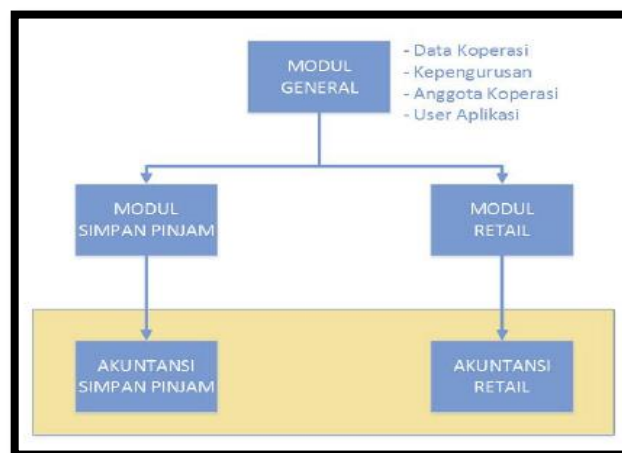 MODUL
GENERAL
- Data Koperasi
- Kepengurusan
- Anggota Koperasi
- User Aplikasi
MODUL
SIMPAN PINJAM
MODUL
RETAIL
AKUNTANSI
SIMPAN PINJAM
AKUNTANSI
RETAIL